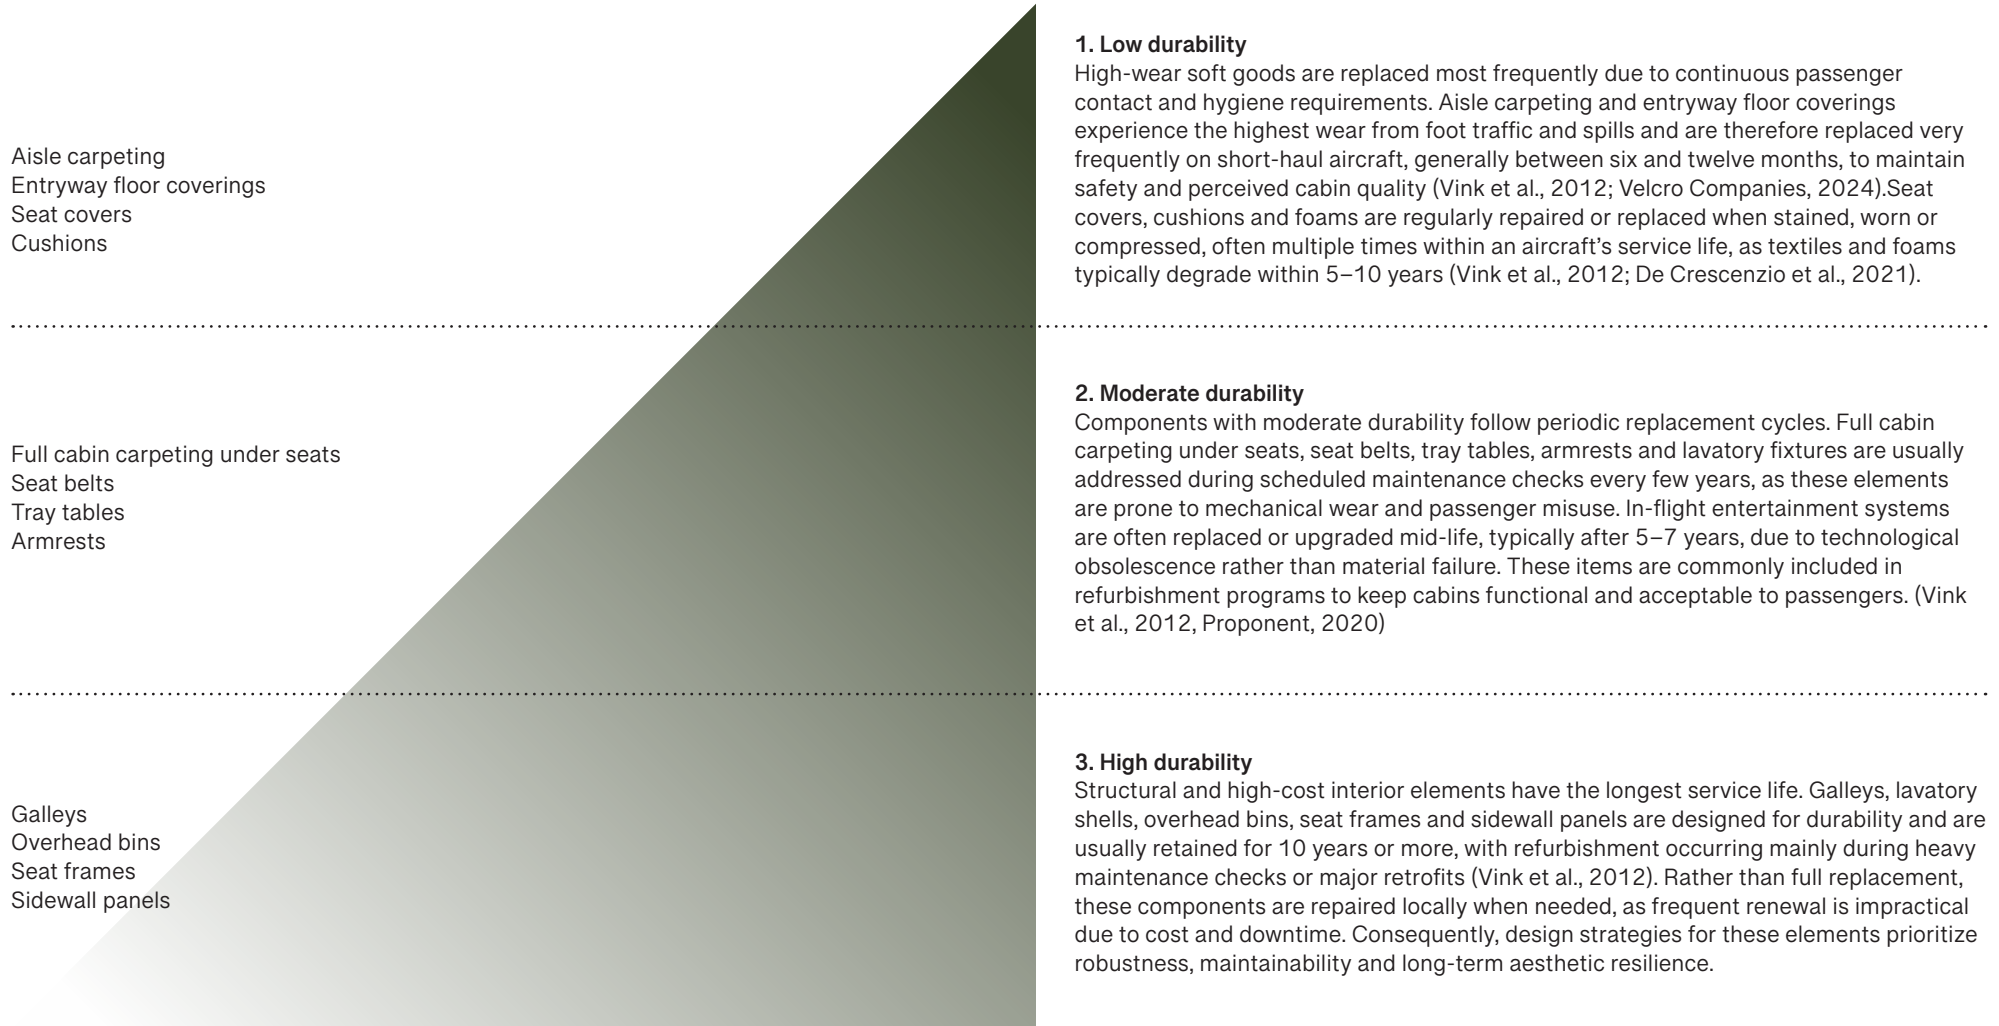 Aisle carpeting
Entryway floor coverings
Seat covers
Cushions
1. Low durability
High-wear soft goods are replaced most frequently due to continuous passenger
contact and hygiene requirements. Aisle carpeting and entryway floor coverings
experience the highest wear from foot traffic and spills and are therefore replaced very
frequently on short-haul aircraft, generally between six and twelve months, to maintain
safety and perceived cabin quality (Vink et al., 2012; Velcro Companies, 2024).Seat
covers, cushions and foams are regularly repaired or replaced when stained, worn or
compressed, often multiple times within an aircraft’s service life, as textiles and foams
typically degrade within 5–10 years (Vink et al., 2012; De Crescenzio et al., 2021).
Full cabin carpeting under seats
Seat belts
Tray tables
Armrests
2. Moderate durability
Components with moderate durability follow periodic replacement cycles. Full cabin
carpeting under seats, seat belts, tray tables, armrests and lavatory fixtures are usually
addressed during scheduled maintenance checks every few years, as these elements
are prone to mechanical wear and passenger misuse. In-flight entertainment systems
are often replaced or upgraded mid-life, typically after 5–7 years, due to technological
obsolescence rather than material failure. These items are commonly included in
refurbishment programs to keep cabins functional and acceptable to passengers. (Vink
et al., 2012, Proponent, 2020)
Galleys
Overhead bins
Seat frames
Sidewall panels
3. High durability
Structural and high-cost interior elements have the longest service life. Galleys, lavatory
shells, overhead bins, seat frames and sidewall panels are designed for durability and are
usually retained for 10 years or more, with refurbishment occurring mainly during heavy
maintenance checks or major retrofits (Vink et al., 2012). Rather than full replacement,
these components are repaired locally when needed, as frequent renewal is impractical
due to cost and downtime. Consequently, design strategies for these elements prioritize
robustness, maintainability and long-term aesthetic resilience.